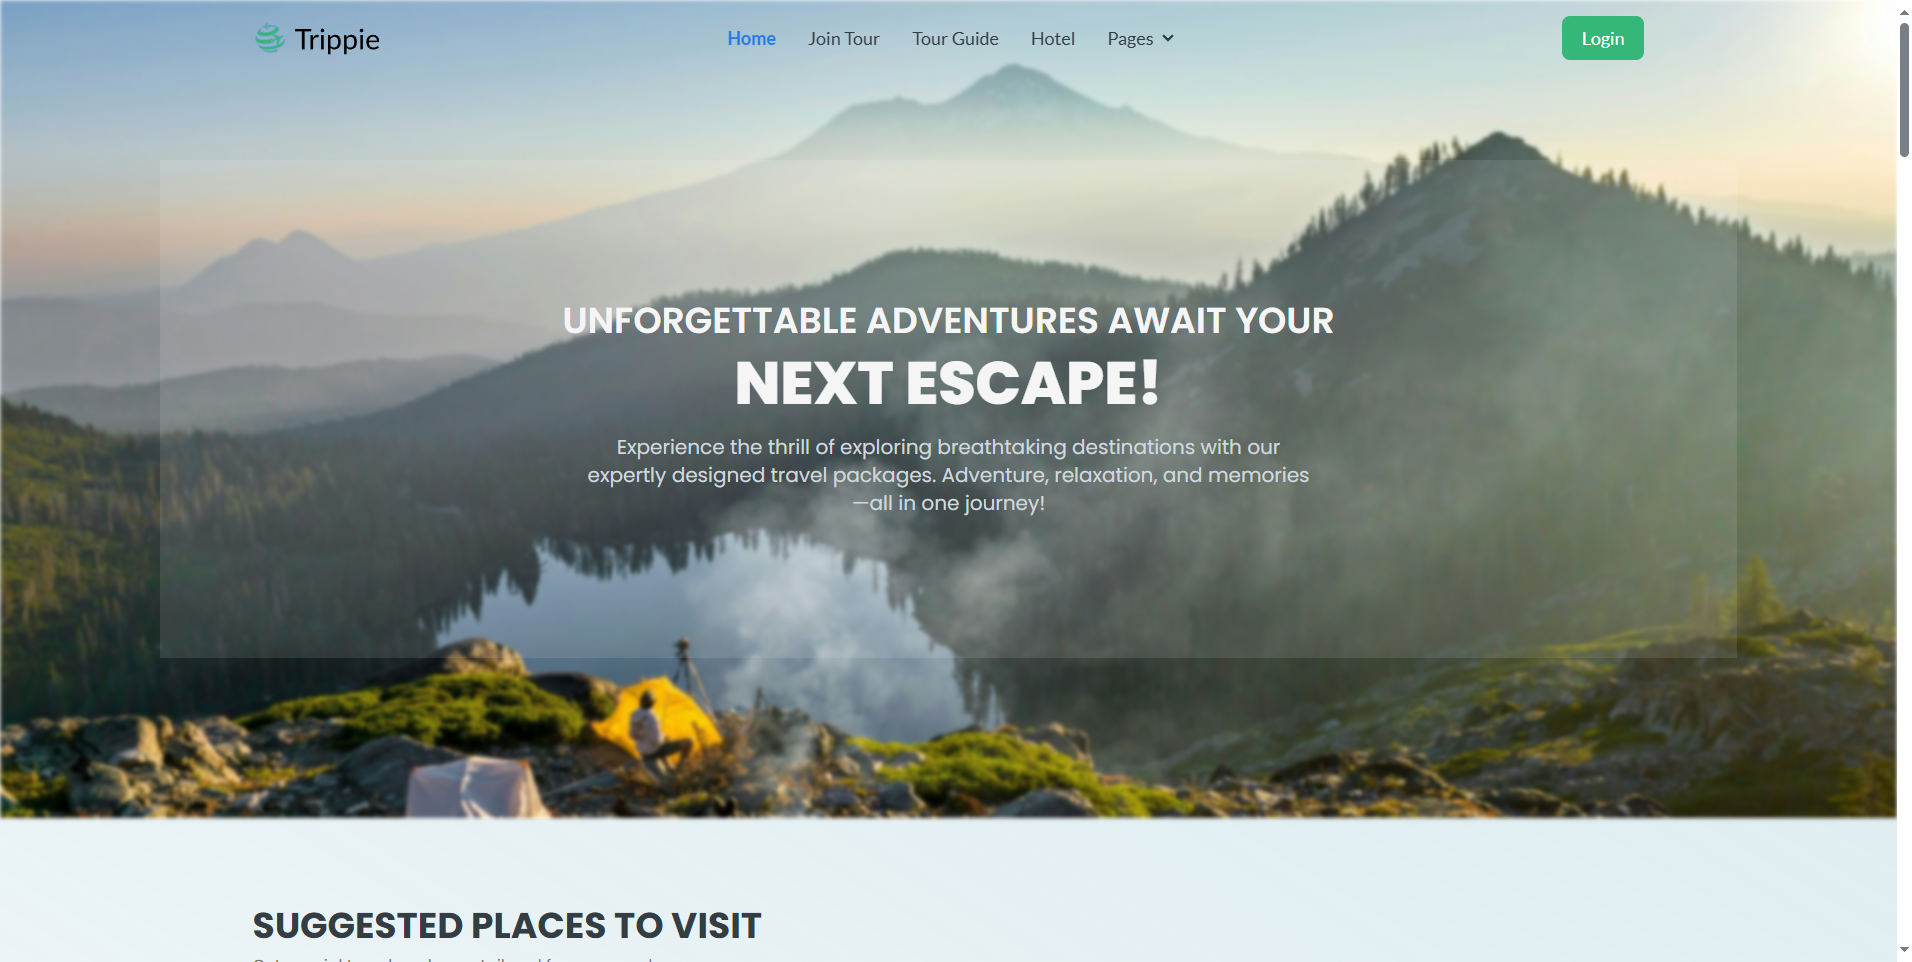 Trippie
Home
Join Tour
Tour Guide
Hotel
Pages
Login
UNFORGETTABLE ADVENTURES AWAIT YOUR
NEXT ESCAPE!
Experience the thrill of exploring breathtaking destinations with our
expertly designed travel packages. Adventure, relaxation, and memories
—all in one journey!
SUGGESTED PLACES TO VISIT